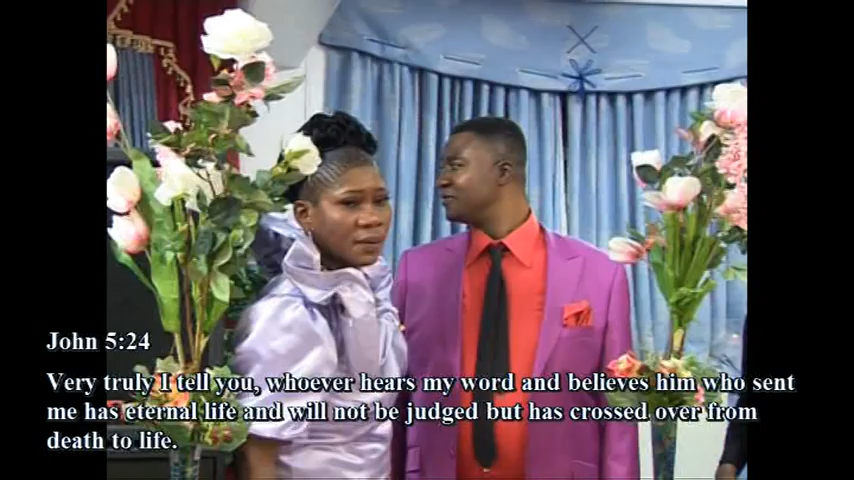 John 5:24
Very truly I tell you, whoever hears my word and believes him who sent
me has eternal life and will not be judged but has crossed over from
death to life.